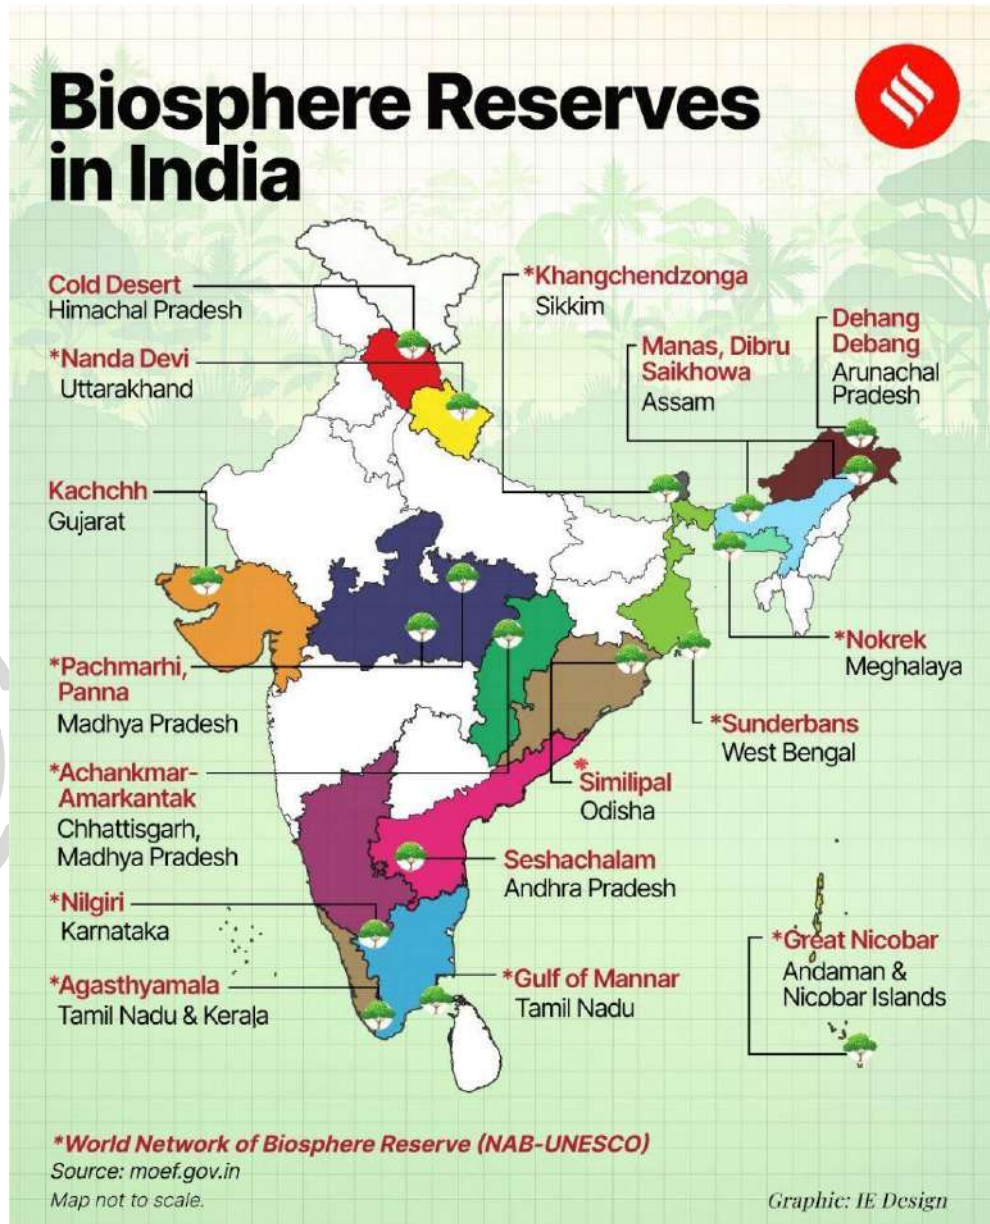 Biosphere Reserves
in India
Cold Desert
Himachal Pradesh
*Nanda Devi
Uttarakhand
Kachchh
Gujarat
*Pachmarhi,
Panna
Madhya Pradesh
*Achankmar-
Amarkantak
Chhattisgarh,
Madhya Pradesh
*Nilgiri
Karnataka
*Agasthyamala
Tamil Nadu & Kerala
*Khangchendzonga
Sikkim
Manas, Dibru
Saikhowa
Assam
Dehang
Debang
Arunachal
Pradesh
*Nokrek
Meghalaya
*Sunderbans
West Bengal
*Similipal
Odisha
Seshachalam
Andhra Pradesh
*Gulf of Mannar
Tamil Nadu
*Great Nicobar
Andaman &
Nicobar Islands
*World Network of Biosphere Reserve (NAB-UNESCO)
Source: moef.gov.in
Map not to scale.
Graphic: IE Design